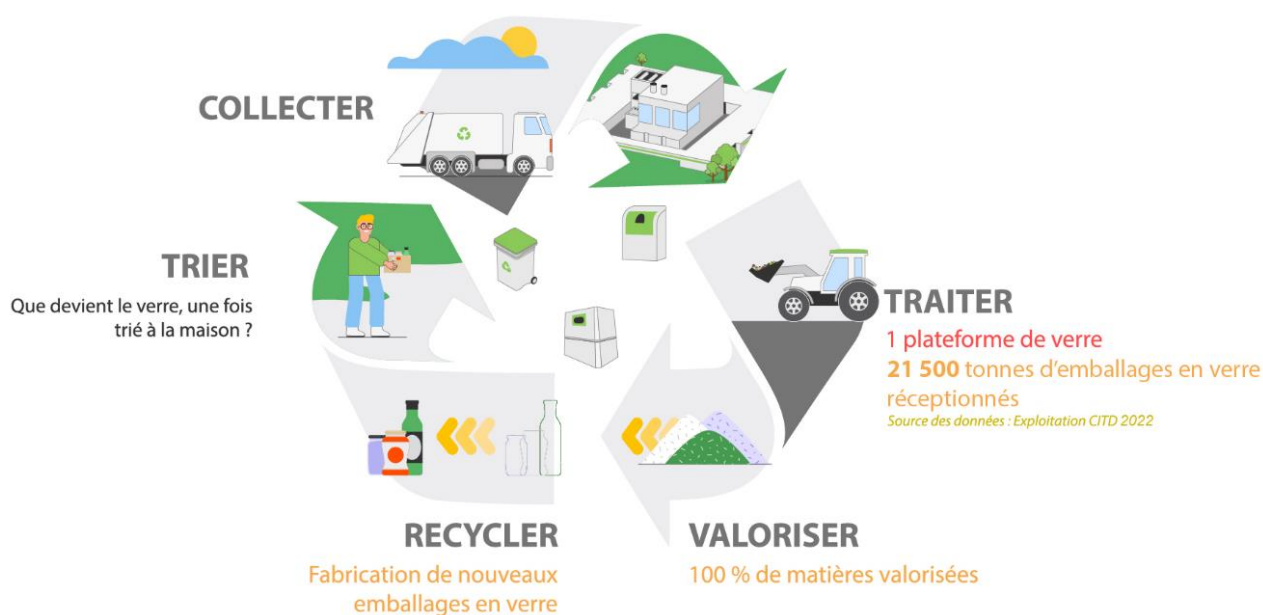 COLLECTER
TRIER
Que devient le verre, une fois
trié à la maison ?
TRAITER
1 plateforme de verre
21 500 tonnes d'emballages en verre
réceptionnés
Source des données : Exploitation CITD 2022
RECYCLER
Fabrication de nouveaux
emballages en verre
VALORISER
100 % de matières valorisées